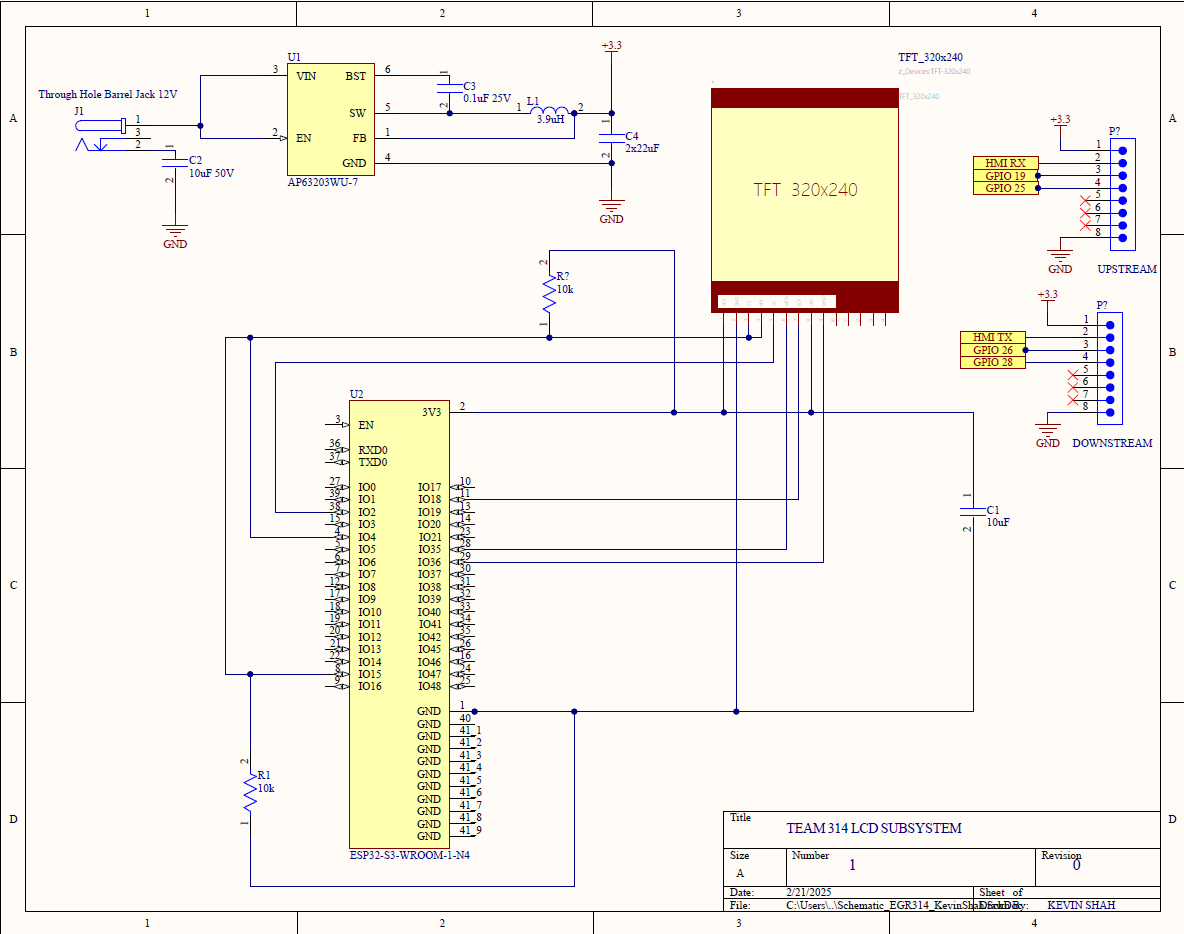 1 2 3 4
A
B
C
D
A
B
C
D
1 2 3 4
Through Hole Barrel Jack 12V
J1
1
3
2
C2
10uF 50V
1
2
GND
U1
3 VIN
2 EN
BST 6
SW 5
FB 1
GND 4
AP63203WU-7
1
C3
0.1uF 25V
2
L1
1 2
3.9uH
+3.3
1
C4
2x22uF
2
GND
TFT_320x240
z_Devices:TFT-320x240
TFT_320x240
TFT 320x240
+3.3
P?
HMI RX
GPIO 19
GPIO 25
1
2
3
4
5
6
7
8
GND
UPSTREAM
+3.3
P?
HMI TX
GPIO 26
GPIO 28
1
2
3
4
5
6
7
8
GND
DOWNSTREAM
2
R?
10k
1
U2
3V3 2
3 EN
36 RXD0
37 TXD0
27 IO0 IO17 10
39 IO1 IO18 11
38 IO2 IO19 13
15 IO3 IO20 14
4 IO4 IO21 23
5 IO5 IO35 28
6 IO6 IO36 29
7 IO7 IO37 30
12 IO8 IO38 31
17 IO9 IO39 32
18 IO10 IO40 33
19 IO11 IO41 34
20 IO12 IO42 35
21 IO13 IO45 26
22 IO14 IO46 16
8 IO15 IO47 24
9 IO16 IO48 25
GND 1
GND 40
GND 41_1
GND 41_2
GND 41_3
GND 41_4
GND 41_5
GND 41_6
GND 41_7
GND 41_8
GND 41_9
ESP32-S3-WROOM-1-N4
1
C1
10uF
2
2
R1
10k
1
Title
TEAM 314 LCD SUBSYSTEM
Size
A
Number
1
Revision
0
Date: 2/21/2025 Sheet of
File: C:\Users\..\Schematic_EGR314_KevinShah.SchDoc Drawn By: KEVIN SHAH